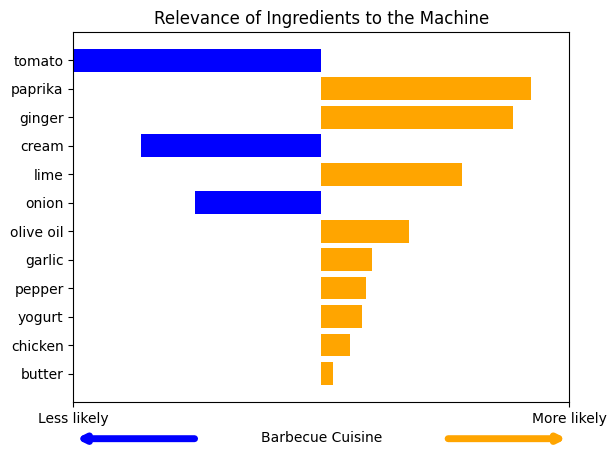 Relevance of Ingredients to the Machine
tomato
paprika
ginger
cream
lime
onion
olive oil
garlic
pepper
yogurt
chicken
butter
Less likely
More likely
Barbecue Cuisine